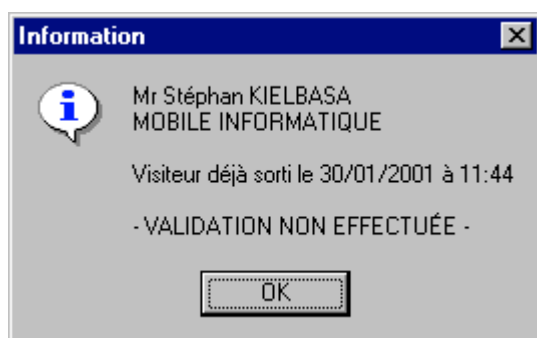 Information
Mr Stéphan KIELBASA
MOBILE INFORMATIQUE
Visiteur déjà sorti le 30/01/2001 à 11:44
- VALIDATION NON EFFECTUÉE -
OK